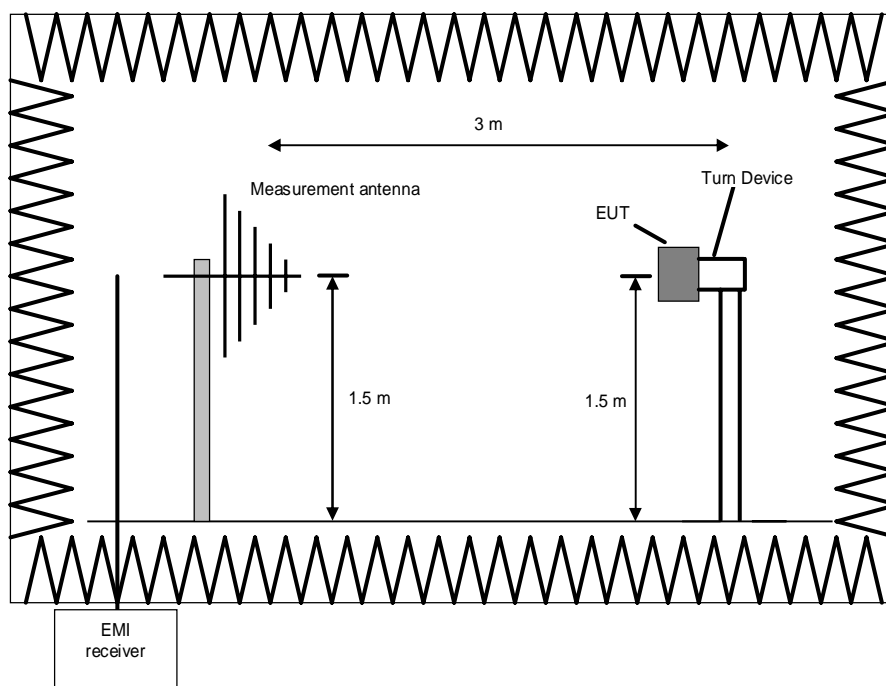 3 m
Measurement antenna
Turn Device
EUT
1.5 m
1.5 m
EMI
receiver